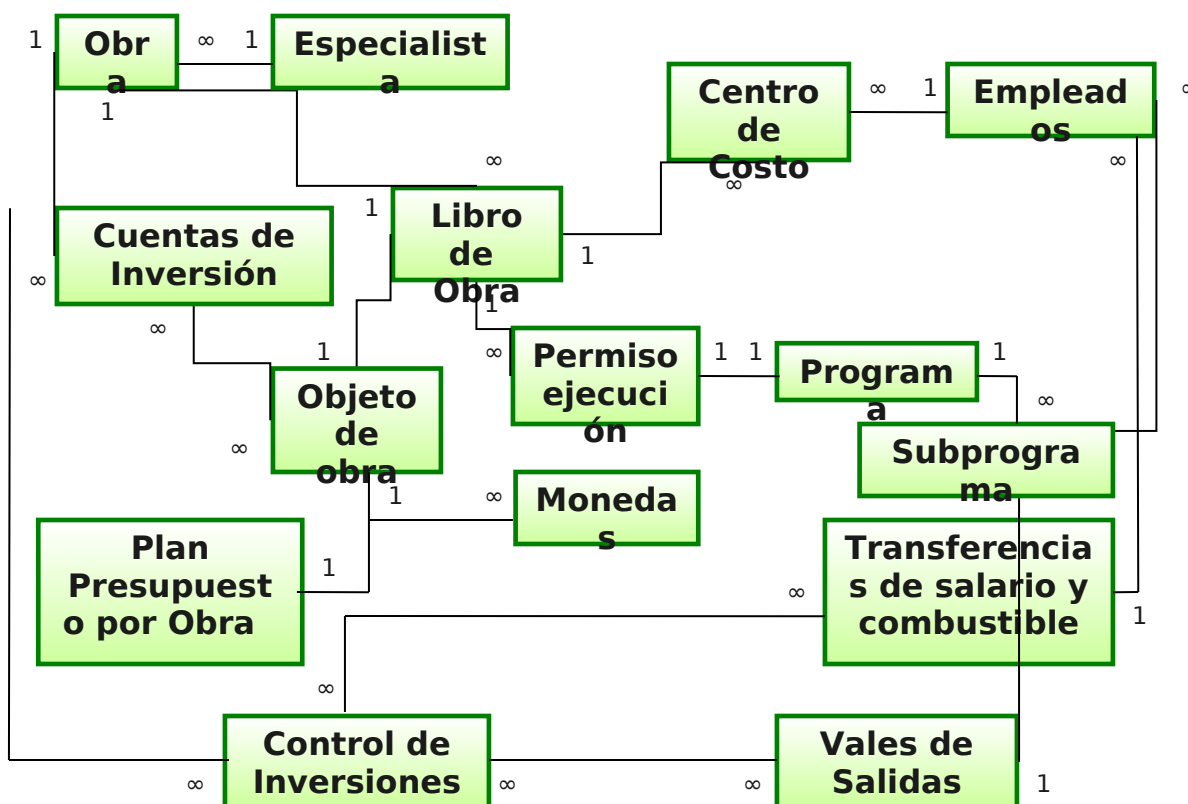 1
Obr
a
∞
1
Especialist
a
1
Centro
de
Costo
∞
1
Emplead
os
∞
∞
∞
∞
1
Libro
de
Obra
1
Cuentas de
Inversión
∞
∞
1
∞
1
Permiso
ejecuci
ón
1
1
Program
a
1
∞
Objeto
de
obra
∞
1
Subprogra
ma
∞
Moneda
s
Plan
Presupuest
o por Obra
1
Transferencia
s de salario y
combustible
∞
1
∞
Control de
Inversiones
∞
∞
Vales de
Salidas
∞
1